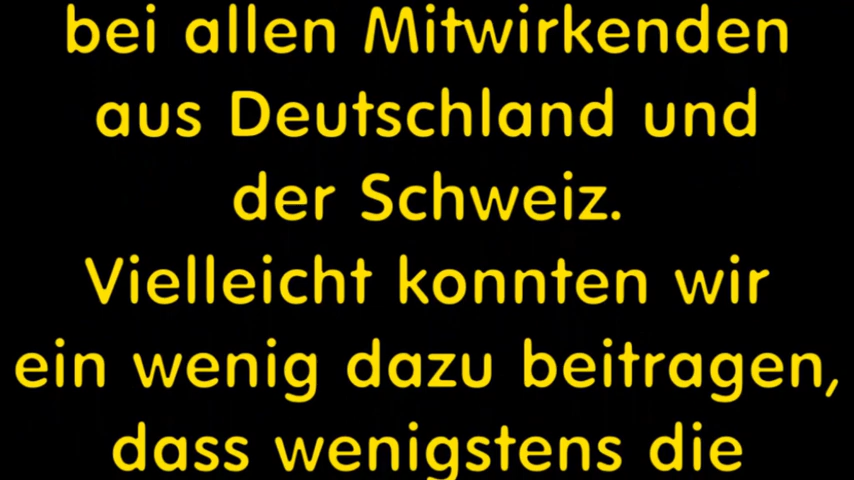 bei allen Mitwirkenden
aus Deutschland und
der Schweiz.
Vielleicht konnten wir
ein wenig dazu beitragen,
dass wenigstens die